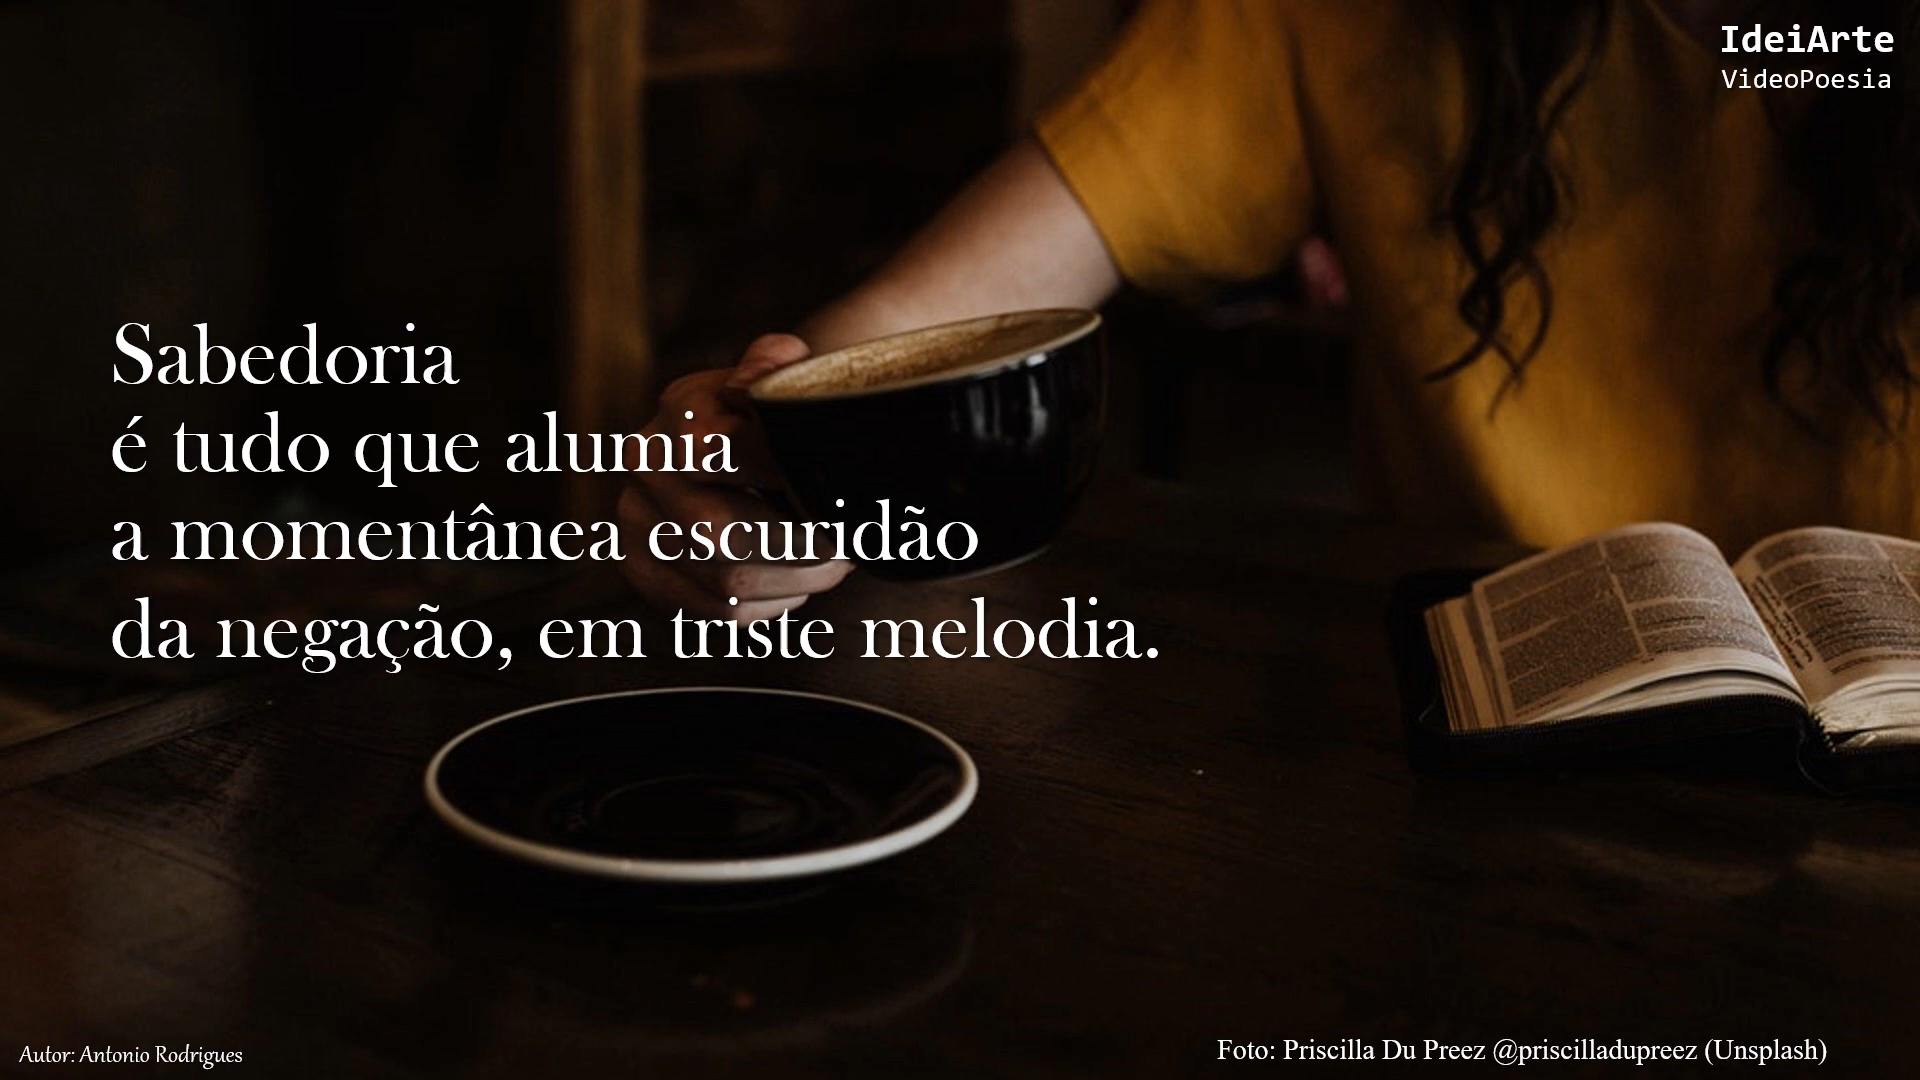 IdeiArte
VideoPoesia
Sabedoria
é tudo que alumia
a momentânea escuridão
da negação, em triste melodia.
Autor: Antonio Rodrigues
Foto: Priscilla Du Preez @priscilladupreez (Unsplash)